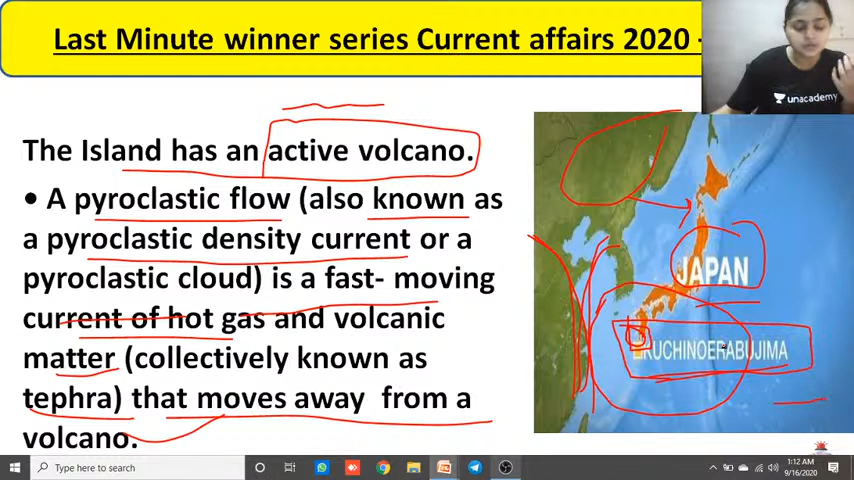 Last Minute winner series Current affairs 2020 -
unacademy
The Island has an active volcano.
• A pyroclastic flow (also known as
a pyroclastic density current or a
pyroclastic cloud) is a fast- moving
current of hot gas and volcanic
matter (collectively known as
tephra) that moves away from a
volcano.
JAPAN
KUCHINOERABUJIMA
Type here to search
1:12 AM
9/16/2020